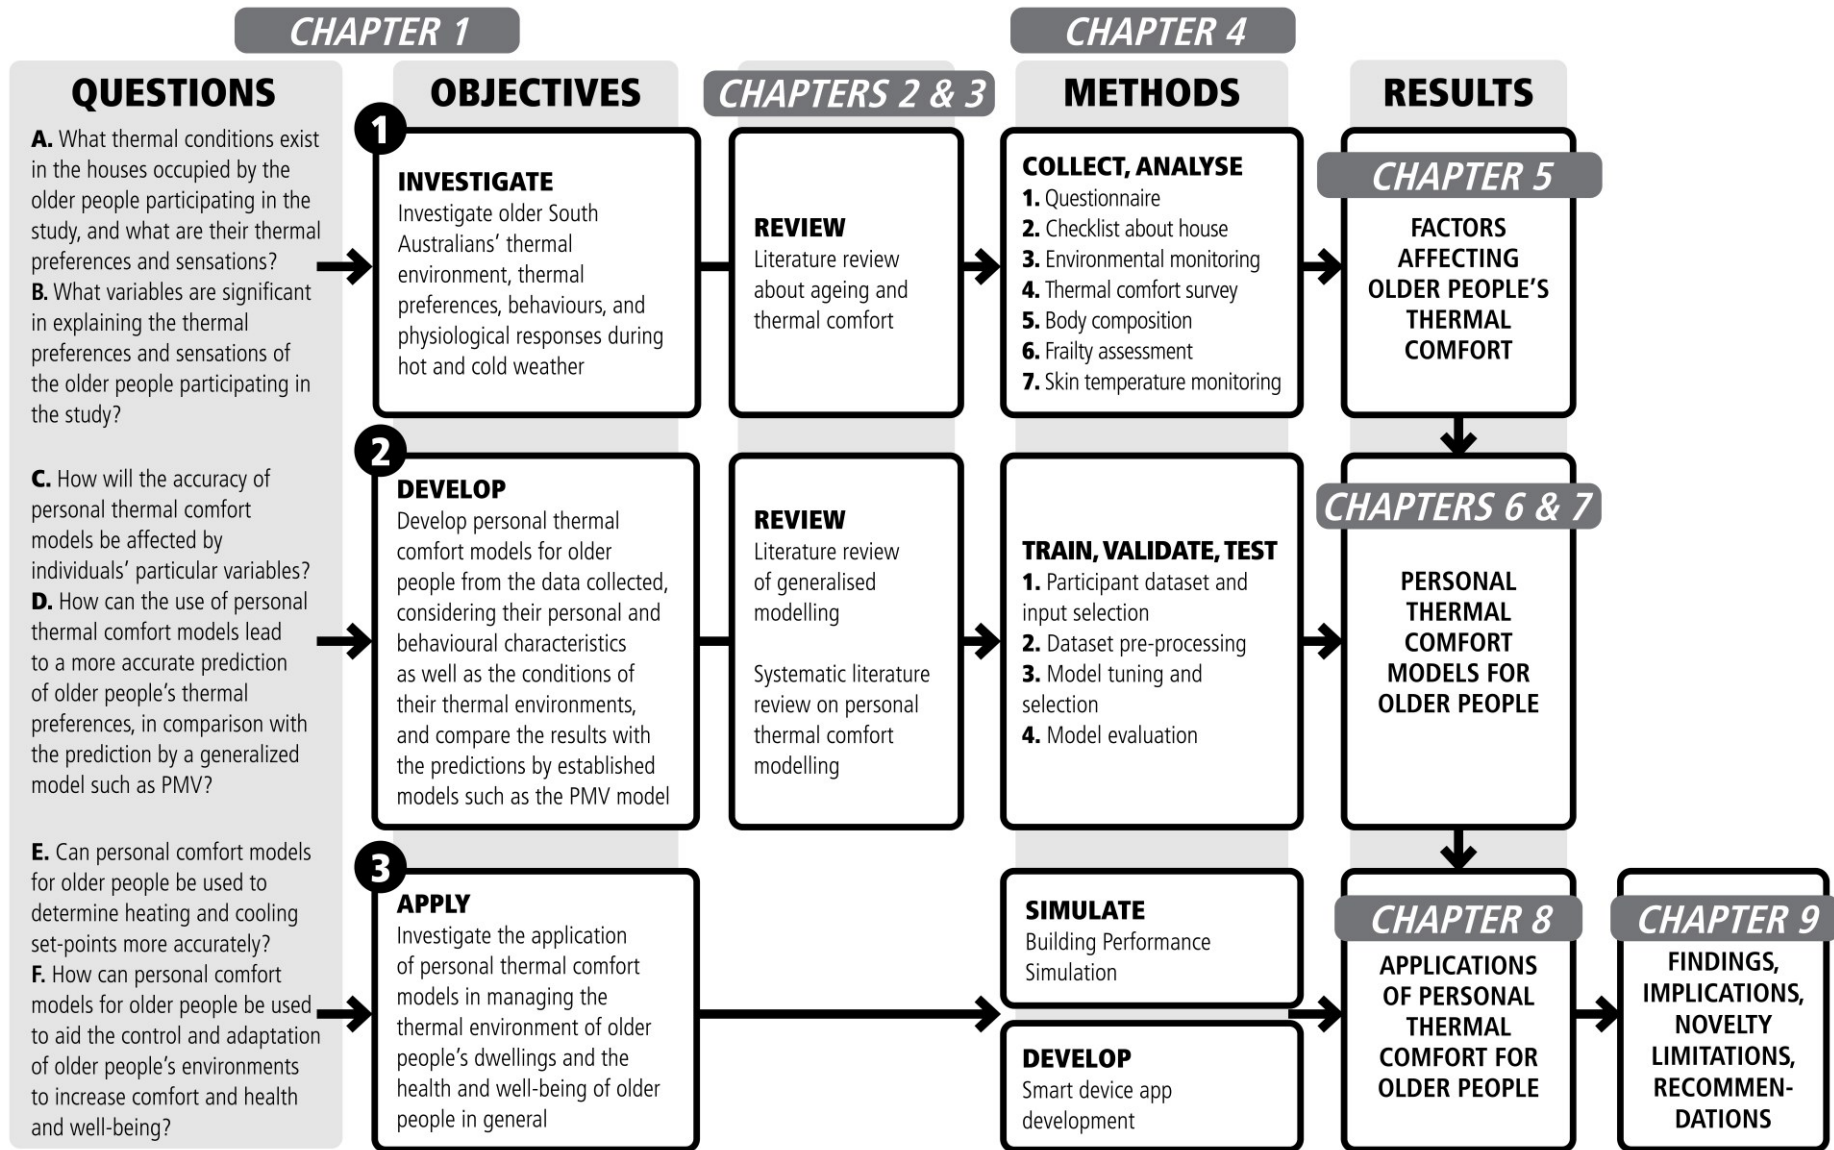 CHAPTER 1
CHAPTER 4
QUESTIONS
OBJECTIVES
CHAPTERS 2 & 3
METHODS
RESULTS
A. What thermal conditions exist
in the houses occupied by the
older people participating in the
study, and what are their thermal
preferences and sensations?
B. What variables are significant
in explaining the thermal
preferences and sensations of
the older people participating in
the study?
1
INVESTIGATE
Investigate older South
Australians’ thermal
environment, thermal
preferences, behaviours, and
physiological responses during
hot and cold weather
REVIEW
Literature review
about ageing and
thermal comfort
COLLECT, ANALYSE
1. Questionnaire
2. Checklist about house
3. Environmental monitoring
4. Thermal comfort survey
5. Body composition
6. Frailty assessment
7. Skin temperature monitoring
CHAPTER 5
FACTORS
AFFECTING
OLDER PEOPLE’S
THERMAL
COMFORT
C. How will the accuracy of
personal thermal comfort
models be affected by
individuals’ particular variables?
D. How can the use of personal
thermal comfort models lead
to a more accurate prediction
of older people’s thermal
preferences, in comparison with
the prediction by a generalized
model such as PMV?
2
DEVELOP
Develop personal thermal
comfort models for older
people from the data collected,
considering their personal and
behavioural characteristics
as well as the conditions of
their thermal environments,
and compare the results with
the predictions by established
models such as the PMV model
REVIEW
Literature review
of generalised
modelling
Systematic literature
review on personal
thermal comfort
modelling
TRAIN, VALIDATE, TEST
1. Participant dataset and
input selection
2. Dataset pre-processing
3. Model tuning and
selection
4. Model evaluation
CHAPTERS 6 & 7
PERSONAL
THERMAL
COMFORT
MODELS FOR
OLDER PEOPLE
E. Can personal comfort models
for older people be used to
determine heating and cooling
set-points more accurately?
F. How can personal comfort
models for older people be used
to aid the control and adaptation
of older people’s environments
to increase comfort and health
and well-being?
3
APPLY
Investigate the application
of personal thermal comfort
models in managing the
thermal environment of older
people’s dwellings and the
health and well-being of older
people in general
SIMULATE
Building Performance
Simulation
DEVELOP
Smart device app
development
CHAPTER 8
APPLICATIONS
OF PERSONAL
THERMAL
COMFORT FOR
OLDER PEOPLE
CHAPTER 9
FINDINGS,
IMPLICATIONS,
NOVELTY
LIMITATIONS,
RECOMMEN-
DATIONS